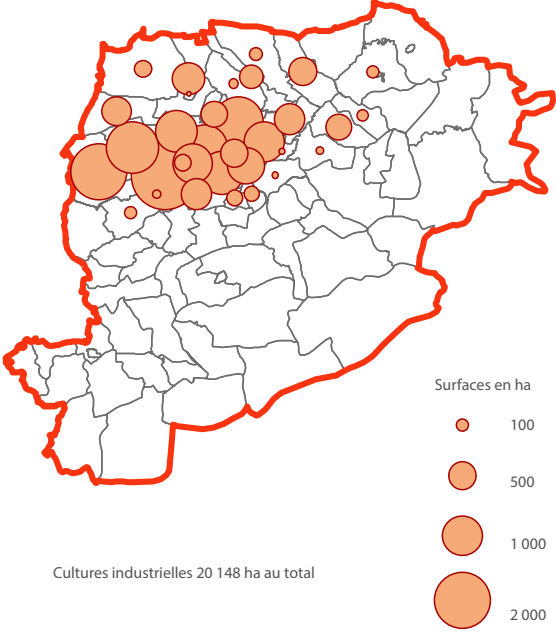 Surfaces en ha
100
500
1 000
2 000
Cultures industrielles 20 148 ha au total